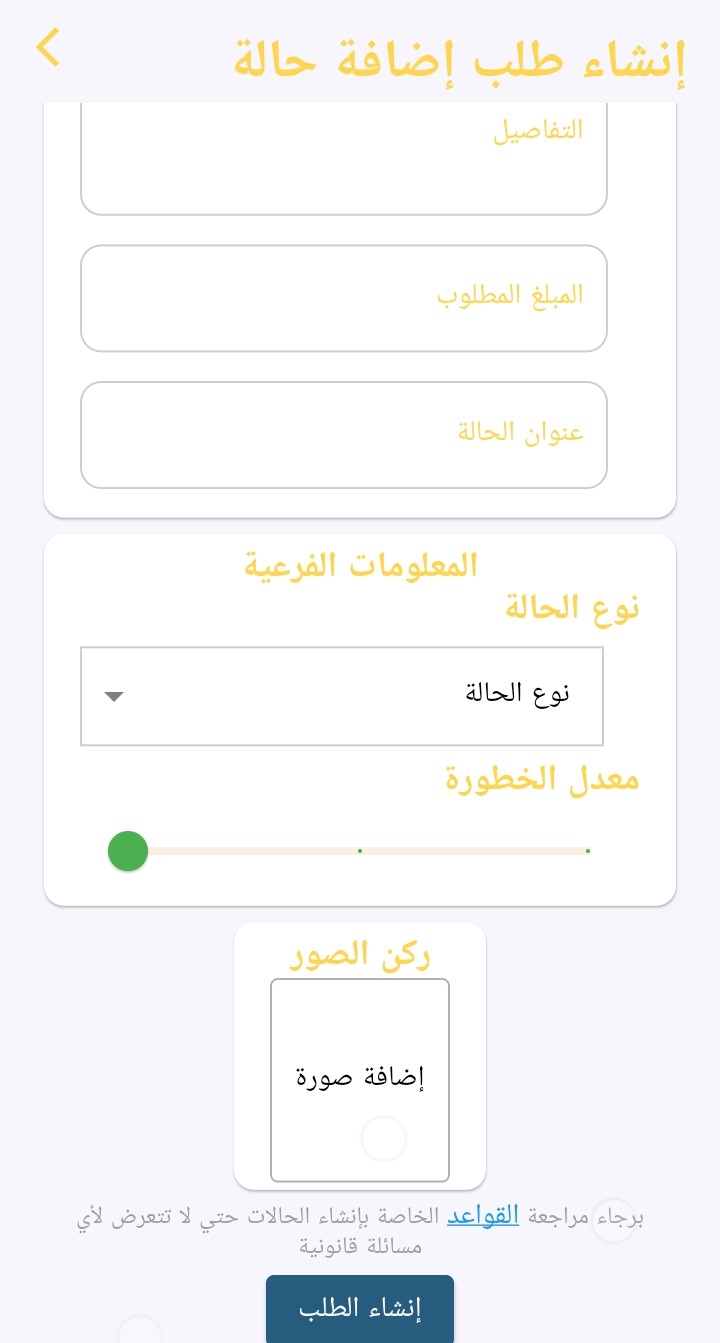 إنشاء طلب إضافة حالة
التفاصيل
المبلغ المطلوب
عنوان الحالة
المعلومات الفرعية
نوع الحالة
نوع الحالة
معدل الخطورة
ركن الصور
إضافة صورة
برجاء مراجعة القواعد الخاصة بإنشاء الحالات حتي لا تتعرض لأي
مسائلة قانونية
إنشاء الطلب